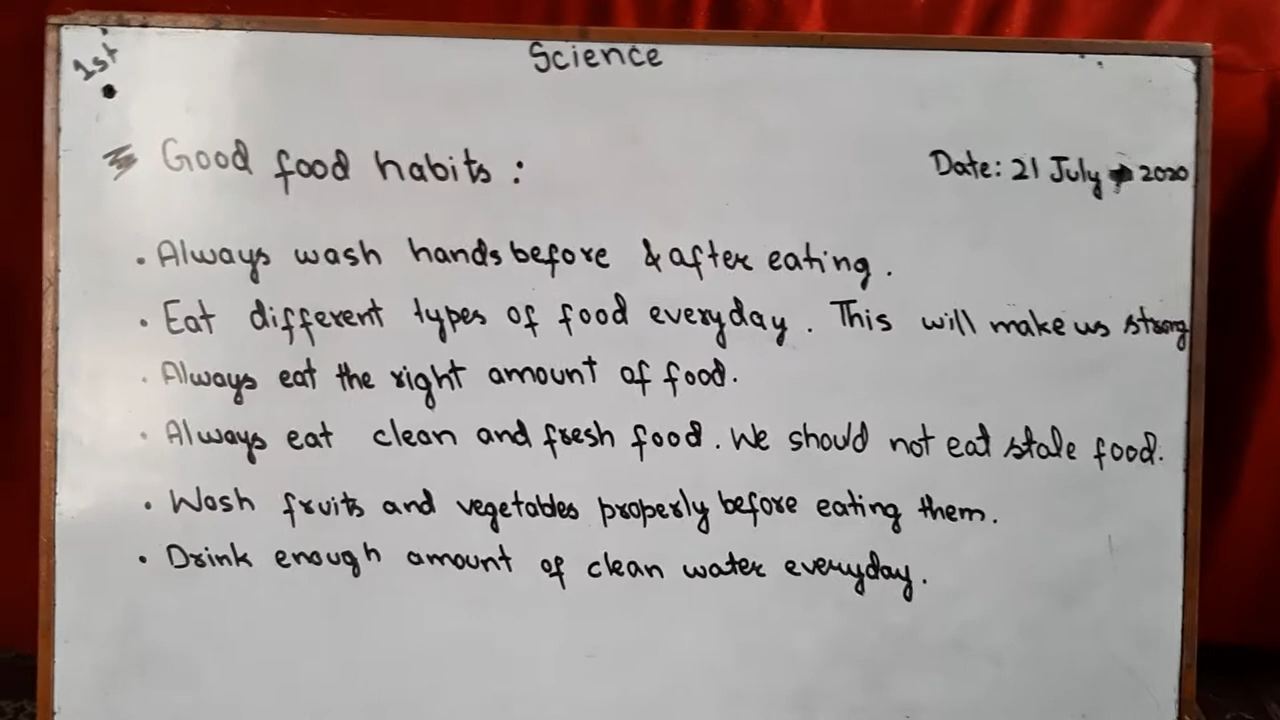 1st
Science
Good food habits :
Date: 21 July 2020
• Always wash hands before & after eating.
• Eat different types of food everyday. This will make us strong
• Always eat the right amount of food.
• Always eat clean and fresh food. We should not eat stale food.
• Wash fruits and vegetables properly before eating them.
• Drink enough amount of clean water everyday.